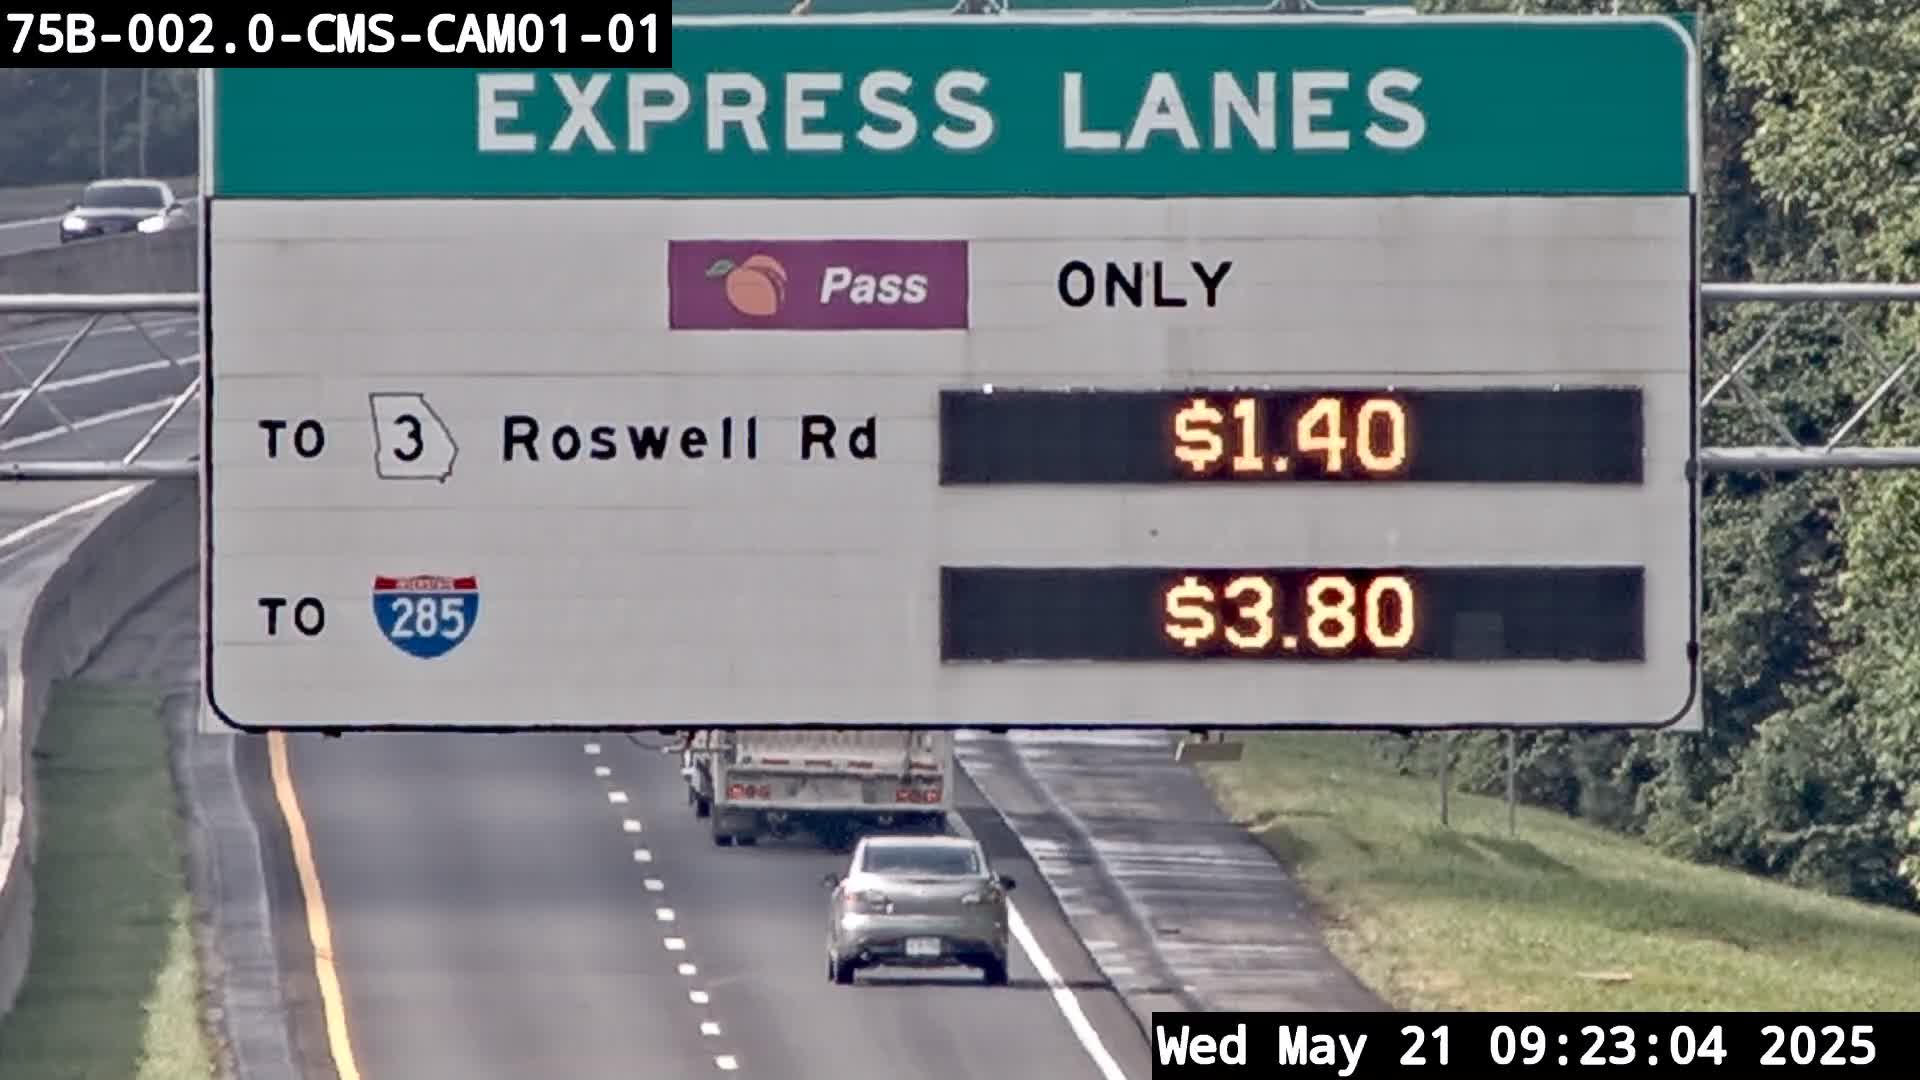 75B-002.0-CMS-CAM01-01
EXPRESS LANES
Pass ONLY
TO 3 Roswell Rd $1.40
INTERSTATE
TO 285 $3.80
Wed May 21 09:23:04 2025